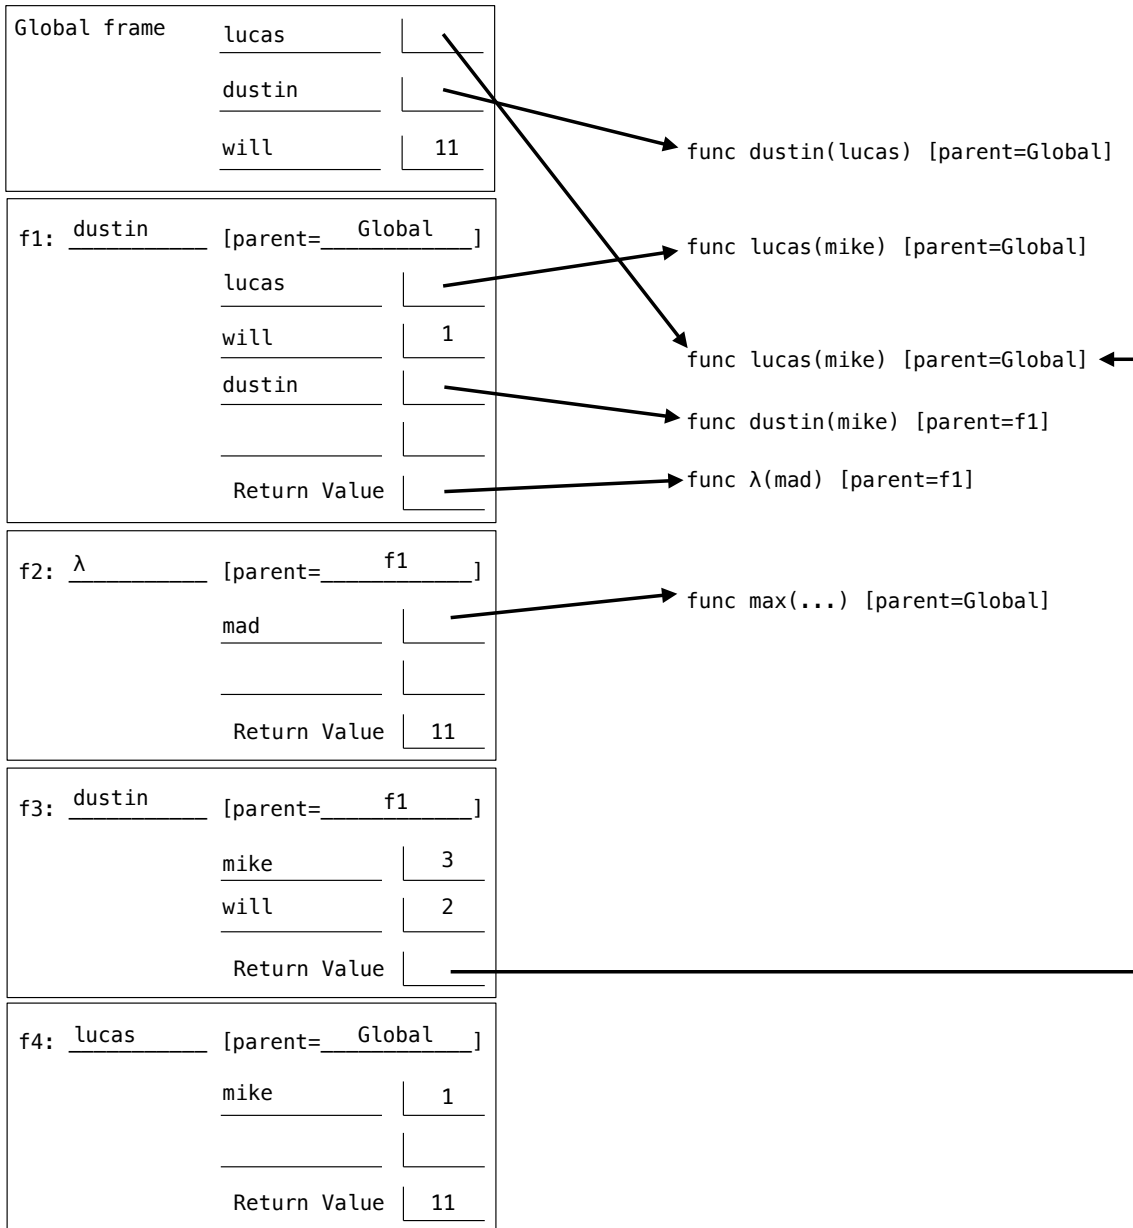 Global frame
lucas
dustin
will 11
func dustin(lucas) [parent=Global]
f1: dustin [parent=Global]
func lucas(mike) [parent=Global]
lucas
will 1
func lucas(mike) [parent=Global]
dustin
func dustin(mike) [parent=f1]
Return Value
func λ(mad) [parent=f1]
f2: λ [parent=f1]
func max(...) [parent=Global]
mad
Return Value 11
f3: dustin [parent=f1]
mike 3
will 2
Return Value
f4: lucas [parent=Global]
mike 1
Return Value 11